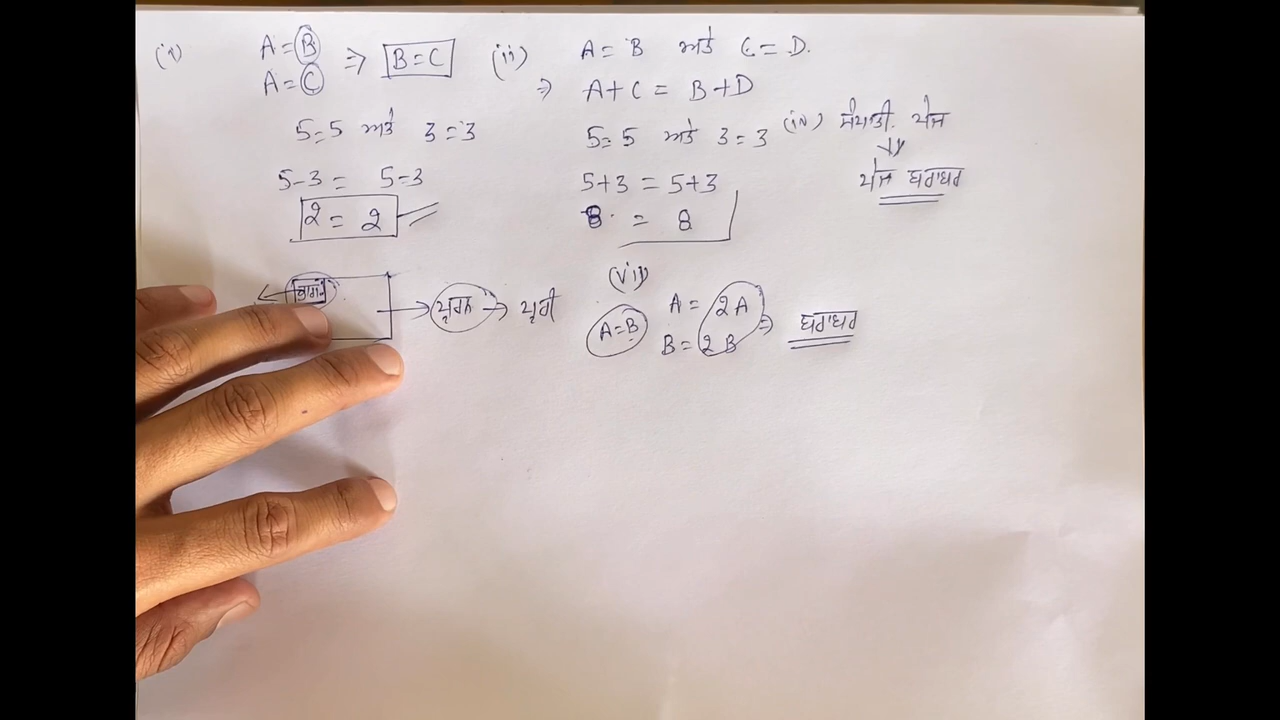 (i) A = B ⇒ B = C
A = C
5 = 5 ਅਤੇ 3 = 3
5 - 3 = 5 - 3
2 = 2
(ii) A = B ਅਤੇ C = D.
⇒ A + C = B + D
5 = 5 ਅਤੇ 3 = 3
5 + 3 = 5 + 3
8 = 8
(iv) ਸੰਪਾਤੀ ਪੇਜ
ਪੇਜ ਬਰਾਬਰ
ਭਾਗ
→ ਪੂਰਨ → ਪੂਰੀ
(vi)
A = B A = 2A ⇒ ਬਰਾਬਰ
B = 2B